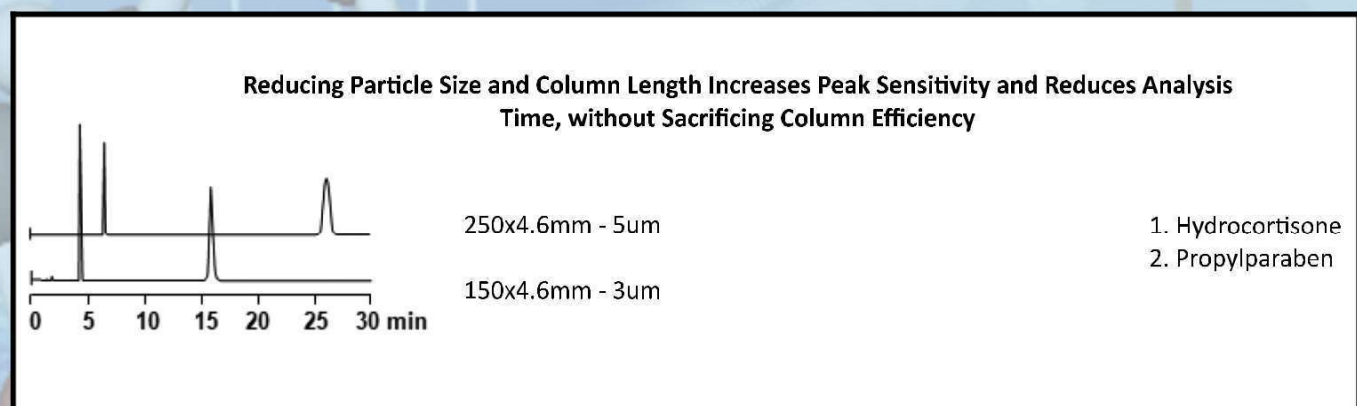 Reducing Particle Size and Column Length Increases Peak Sensitivity and Reduces Analysis
Time, without Sacrificing Column Efficiency
250x4.6mm - 5um
150x4.6mm - 3um
1. Hydrocortisone
2. Propylparaben
0 5 10 15 20 25 30 min